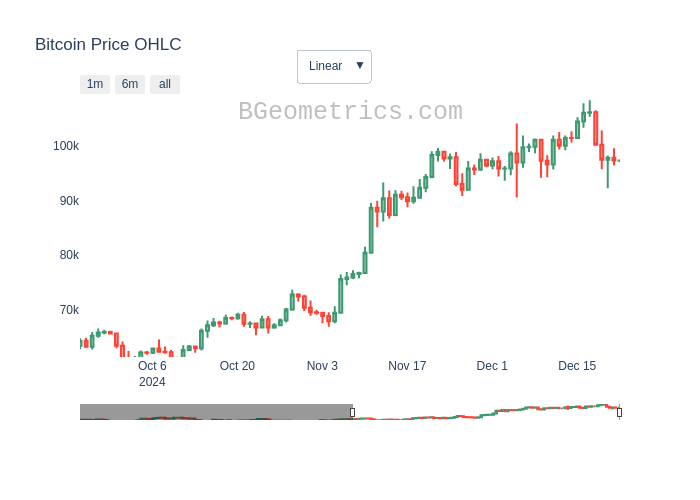 Bitcoin Price OHLC
Linear ▼
1m 6m all
BGeometrics.com
100k
90k
80k
70k
Oct 6 Oct 20 Nov 3 Nov 17 Dec 1 Dec 15
2024